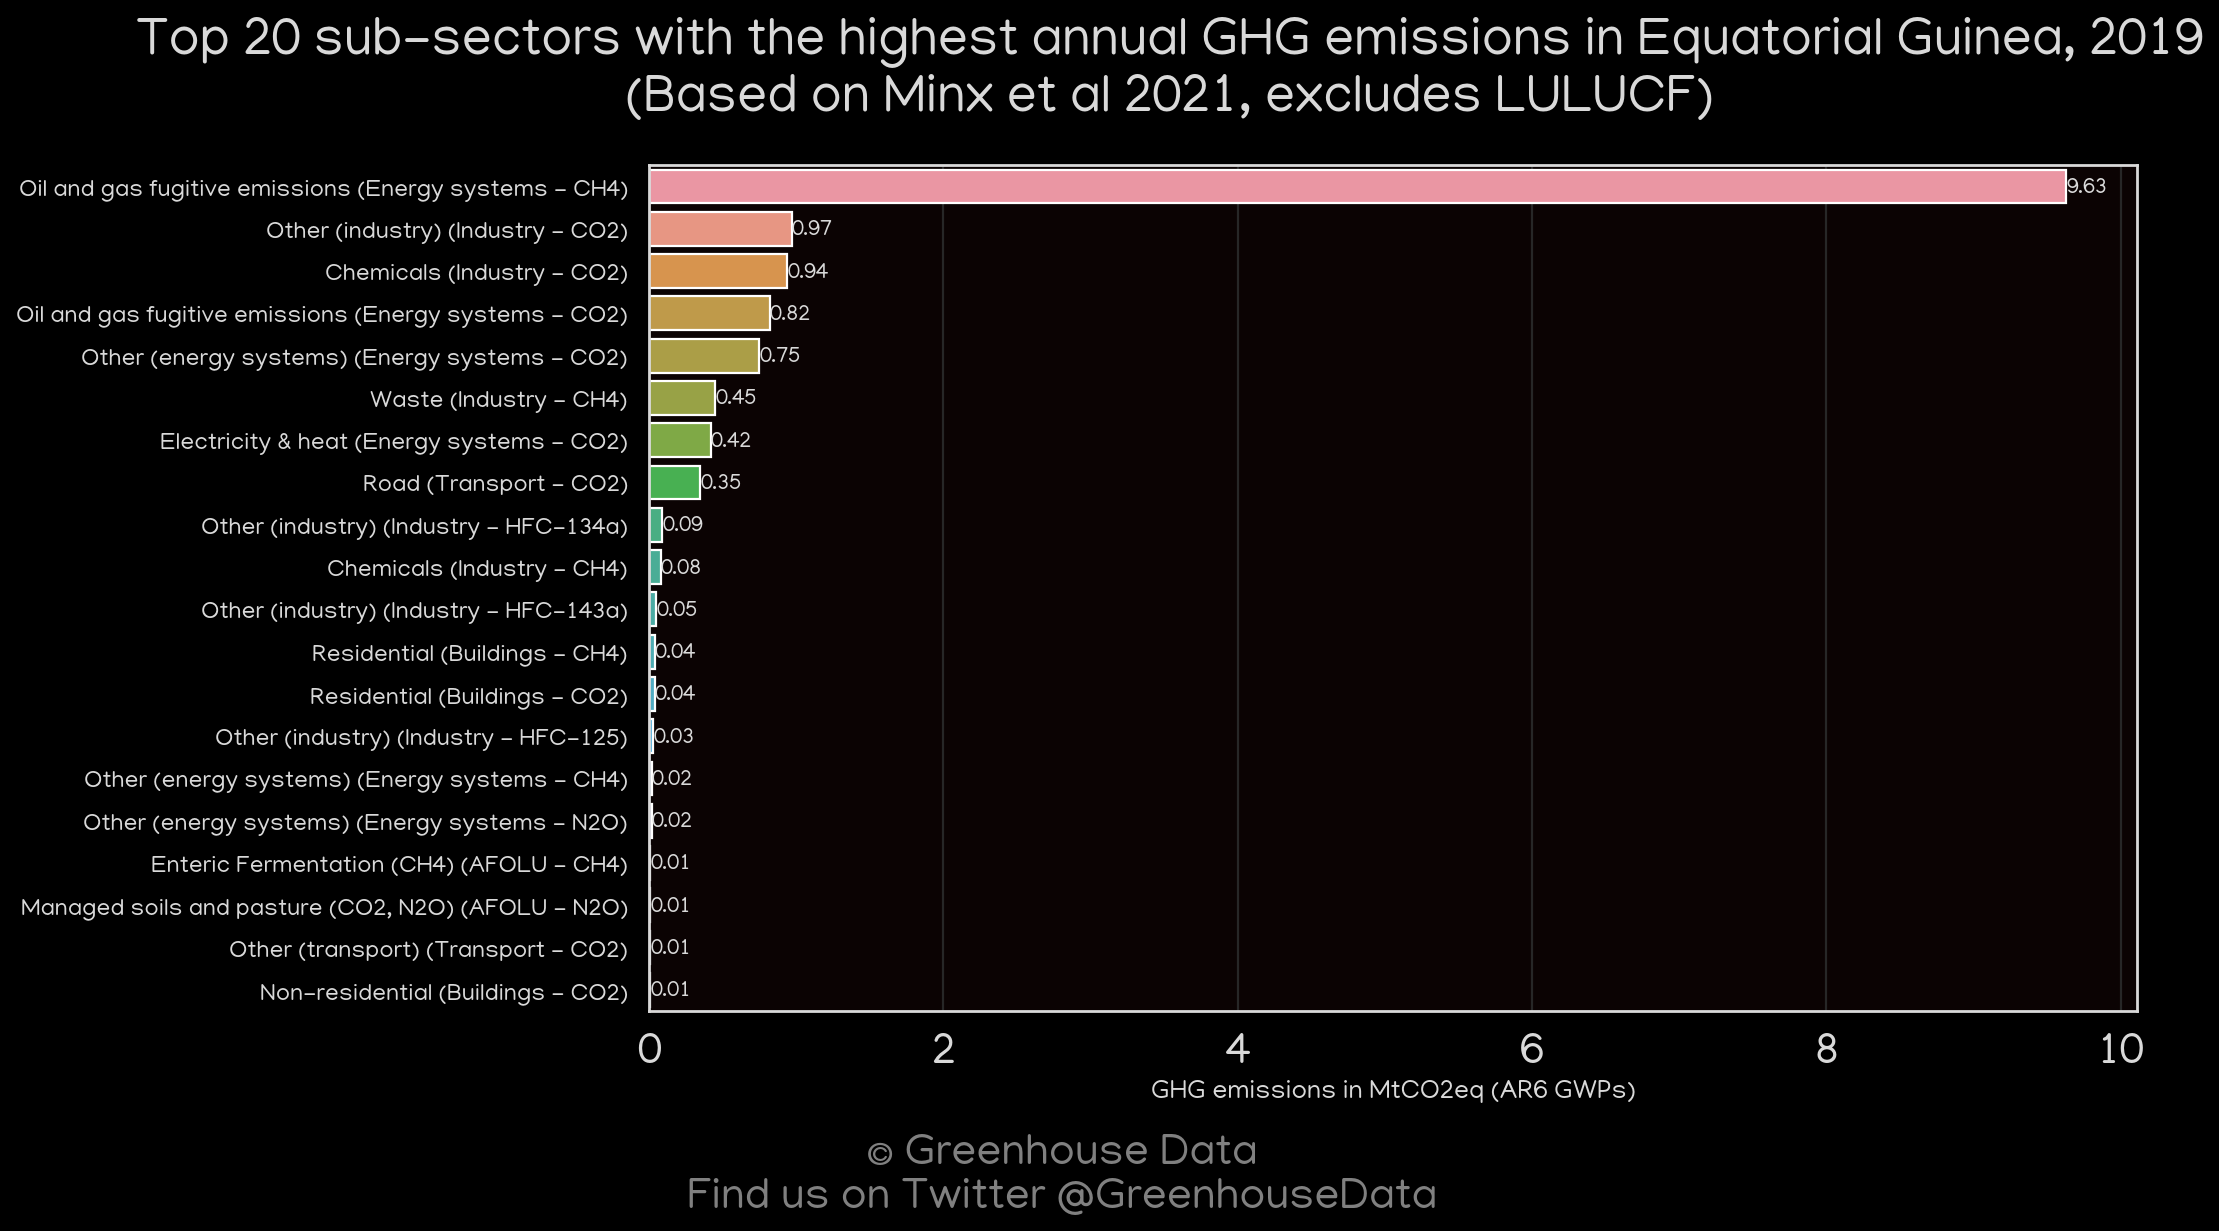 Top 20 sub-sectors with the highest annual GHG emissions in Equatorial Guinea, 2019
(Based on Minx et al 2021, excludes LULUCF)
Oil and gas fugitive emissions (Energy systems - CH4) 9.63
Other (industry) (Industry - CO2) 0.97
Chemicals (Industry - CO2) 0.94
Oil and gas fugitive emissions (Energy systems - CO2) 0.82
Other (energy systems) (Energy systems - CO2) 0.75
Waste (Industry - CH4) 0.45
Electricity & heat (Energy systems - CO2) 0.42
Road (Transport - CO2) 0.35
Other (industry) (Industry - HFC-134a) 0.09
Chemicals (Industry - CH4) 0.08
Other (industry) (Industry - HFC-143a) 0.05
Residential (Buildings - CH4) 0.04
Residential (Buildings - CO2) 0.04
Other (industry) (Industry - HFC-125) 0.03
Other (energy systems) (Energy systems - CH4) 0.02
Other (energy systems) (Energy systems - N2O) 0.02
Enteric Fermentation (CH4) (AFOLU - CH4) 0.01
Managed soils and pasture (CO2, N2O) (AFOLU - N2O) 0.01
Other (transport) (Transport - CO2) 0.01
Non-residential (Buildings - CO2) 0.01
0 2 4 6 8 10
GHG emissions in MtCO2eq (AR6 GWPs)
© Greenhouse Data
Find us on Twitter @GreenhouseData